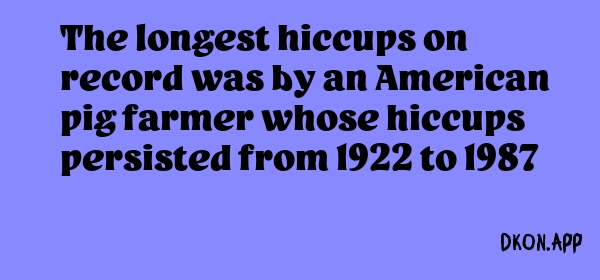 The longest hiccups on
record was by an American
pig farmer whose hiccups
persisted from 1922 to 1987
DKON.APP